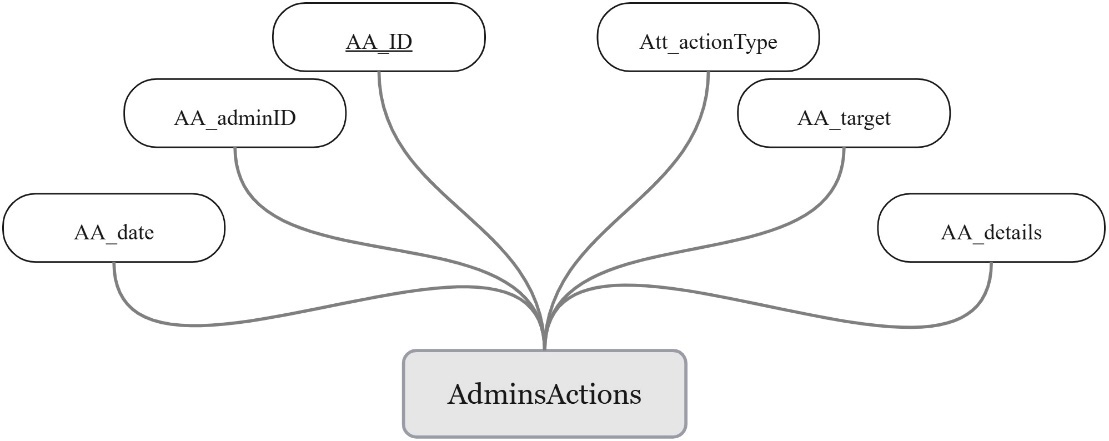 AA_ID
Att_actionType
AA_adminID
AA_target
AA_date
AA_details
AdminsActions